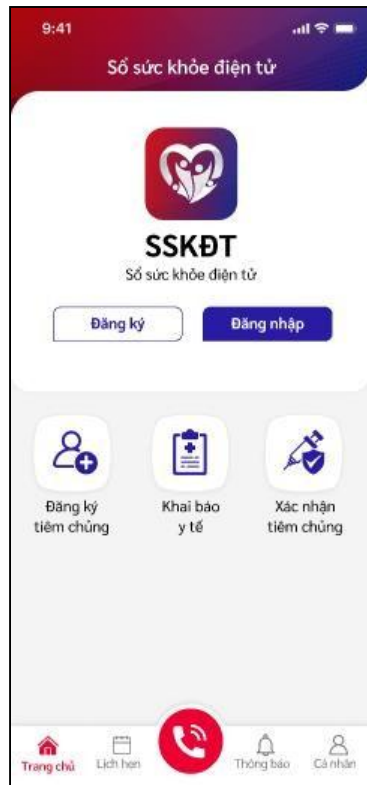 9:41
Sổ sức khỏe điện tử
SSKĐT
Sổ sức khỏe điện tử
Đăng ký
Đăng nhập
Đăng ký
tiêm chủng
Khai báo
y tế
Xác nhận
tiêm chủng
Trang chủ
Lịch hẹn
Thông báo
Cá nhân